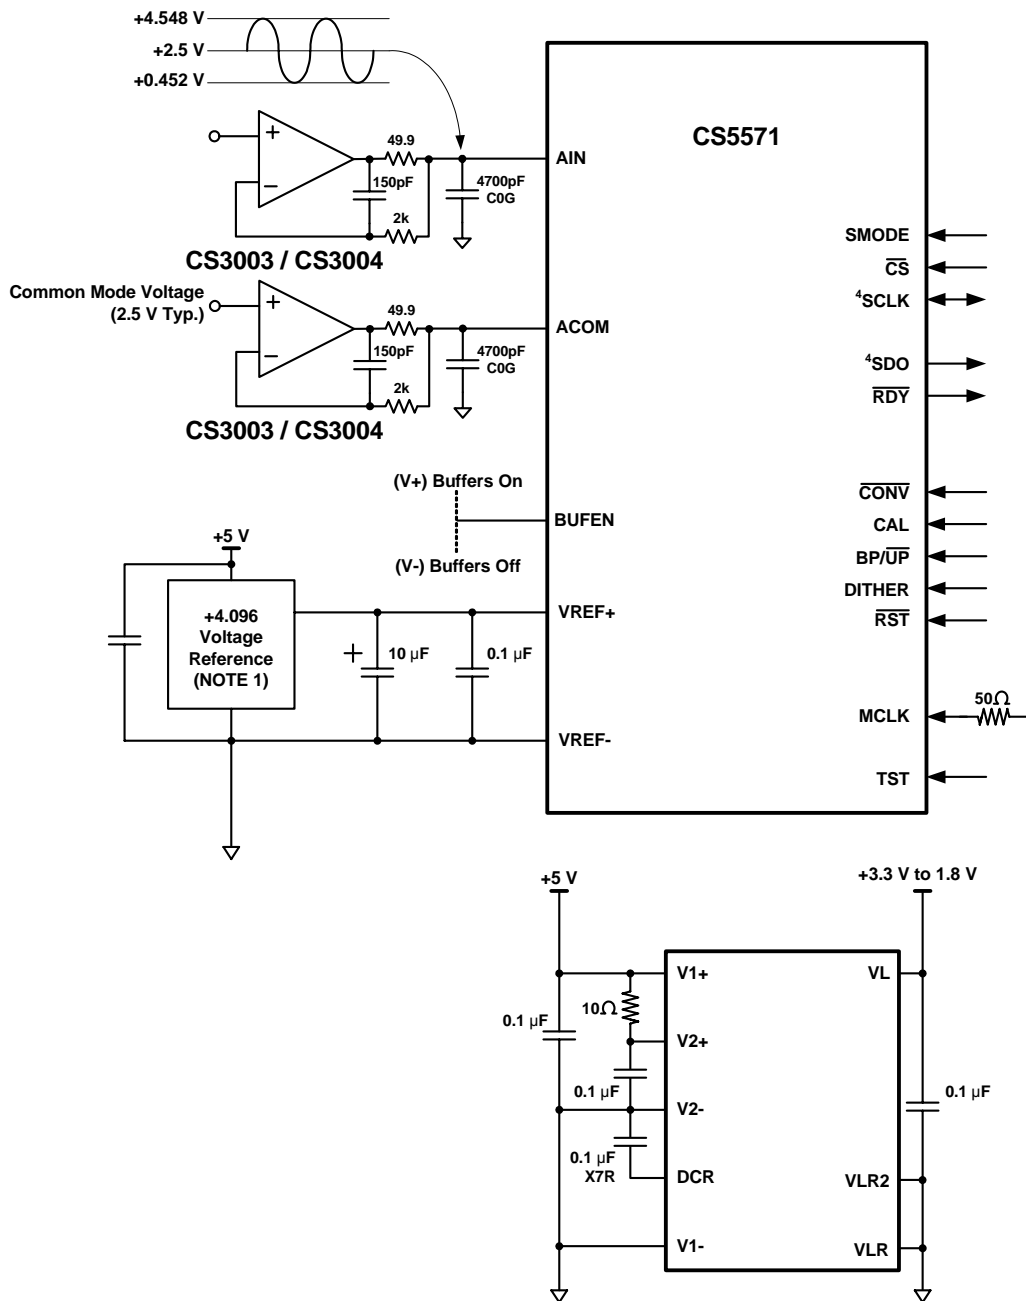 +4.548 V
+2.5 V
+0.452 V
CS5571
49.9
AIN
150pF
4700pF
C0G
2k
CS3003 / CS3004
SMODE
CS
4SCLK
Common Mode Voltage
(2.5 V Typ.)
49.9
ACOM
150pF
4700pF
C0G
2k
CS3003 / CS3004
4SDO
RDY
(V+) Buffers On
BUFEN
(V-) Buffers Off
CONV
CAL
BP/UP
DITHER
RST
+5 V
+4.096
Voltage
Reference
(NOTE 1)
+
10 µF
0.1 µF
VREF+
VREF-
50Ω
MCLK
TST
+5 V
+3.3 V to 1.8 V
V1+
VL
10Ω
0.1 µF
V2+
0.1 µF
V2-
0.1 µF
0.1 µF
X7R
DCR
VLR2
V1-
VLR
+
−
+
−